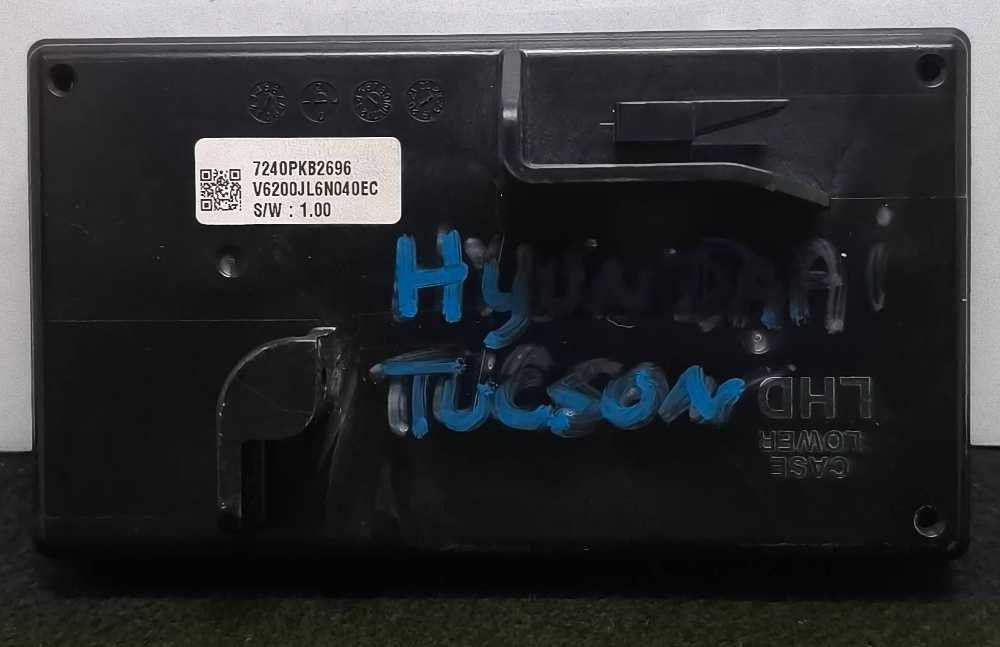 7240PKB2696
V6200JL6N040EC
S/W : 1.00
HYUNDAi
TUCSON
LHD
LOWER
CASE